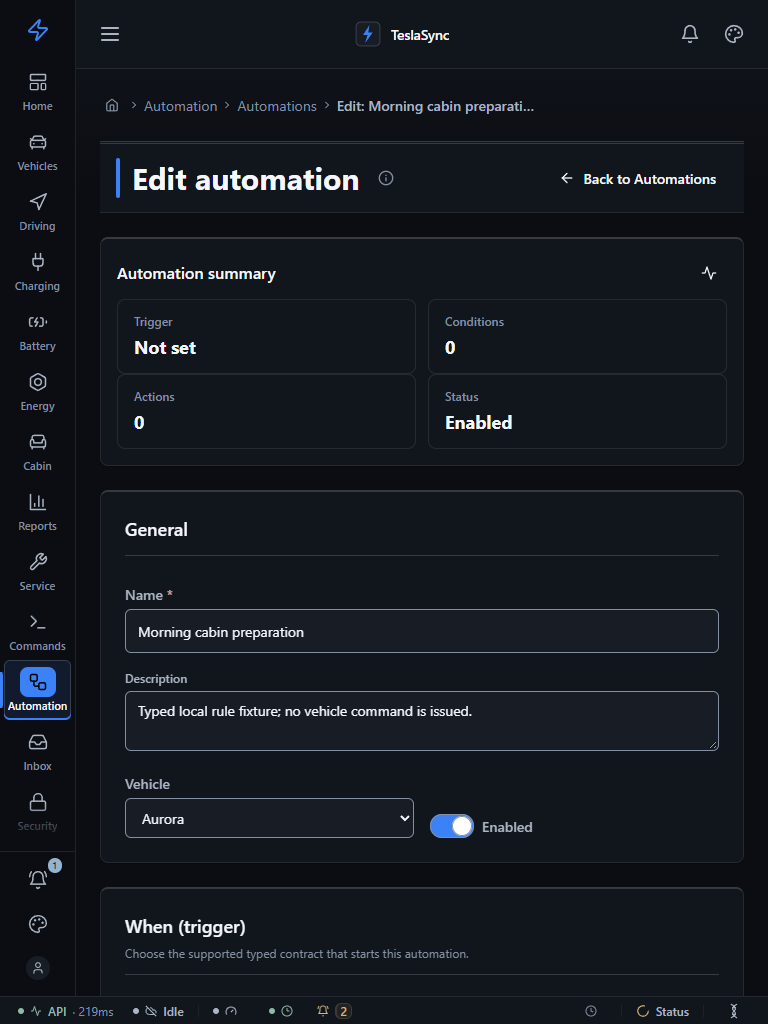 TeslaSync
Home
Vehicles
Driving
Charging
Battery
Energy
Cabin
Reports
Service
Commands
Automation
Inbox
Security
1
Automation
Automations
Edit: Morning cabin preparati...
Edit automation
Back to Automations
Automation summary
Trigger
Not set
Conditions
0
Actions
0
Status
Enabled
General
Name *
Morning cabin preparation
Description
Typed local rule fixture; no vehicle command is issued.
Vehicle
Aurora
Enabled
When (trigger)
Choose the supported typed contract that starts this automation.
API · 219ms
Idle
2
Status